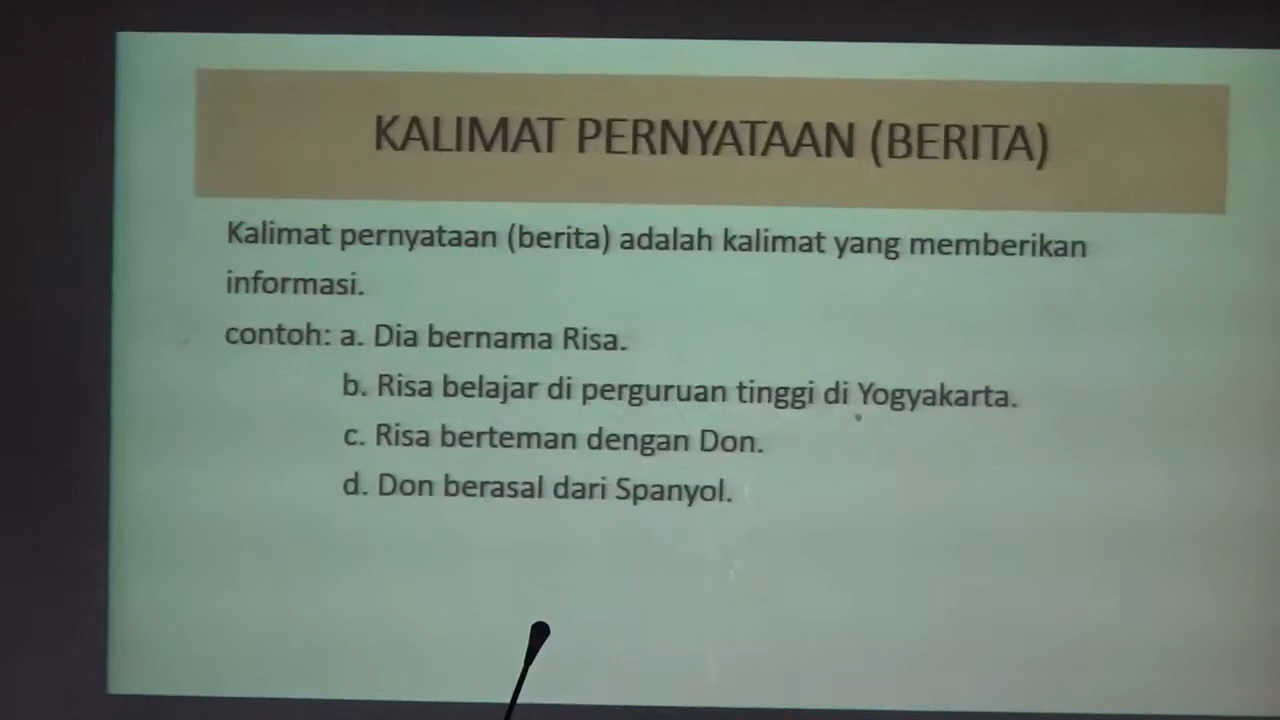 KALIMAT PERNYATAAN (BERITA)
Kalimat pernyataan (berita) adalah kalimat yang memberikan
informasi.
contoh: a. Dia bernama Risa.
b. Risa belajar di perguruan tinggi di Yogyakarta.
c. Risa berteman dengan Don.
d. Don berasal dari Spanyol.